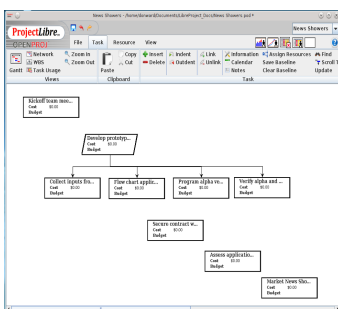 News Showers - /home/darwan/Documents/LibreProject_Docs/News Showers.pod *
ProjectLibre.
OPENPROJ
News Showers
File Task Resource View
Gantt
Network
WBS
Task Usage
Zoom In
Zoom Out
Views
Paste
Copy
Cut
Clipboard
Insert
Delete
Indent
Outdent
Link
Unlink
Information
Calendar
Notes
Assign Resources
Save Baseline
Clear Baseline
Task
Find
Scroll T
Update
Kickoff team mee...
Cost $0.00
Budget
Develop prototyp...
Cost $0.00
Budget
Collect inputs fro...
Cost $0.00
Budget
Flow chart applic...
Cost $0.00
Budget
Program alpha ve...
Cost $0.00
Budget
Verify alpha and ...
Cost $0.00
Budget
Secure contract w...
Cost $0.00
Budget
Assess applicatio...
Cost $0.00
Budget
Market News Sho...
Cost $0.00
Budget